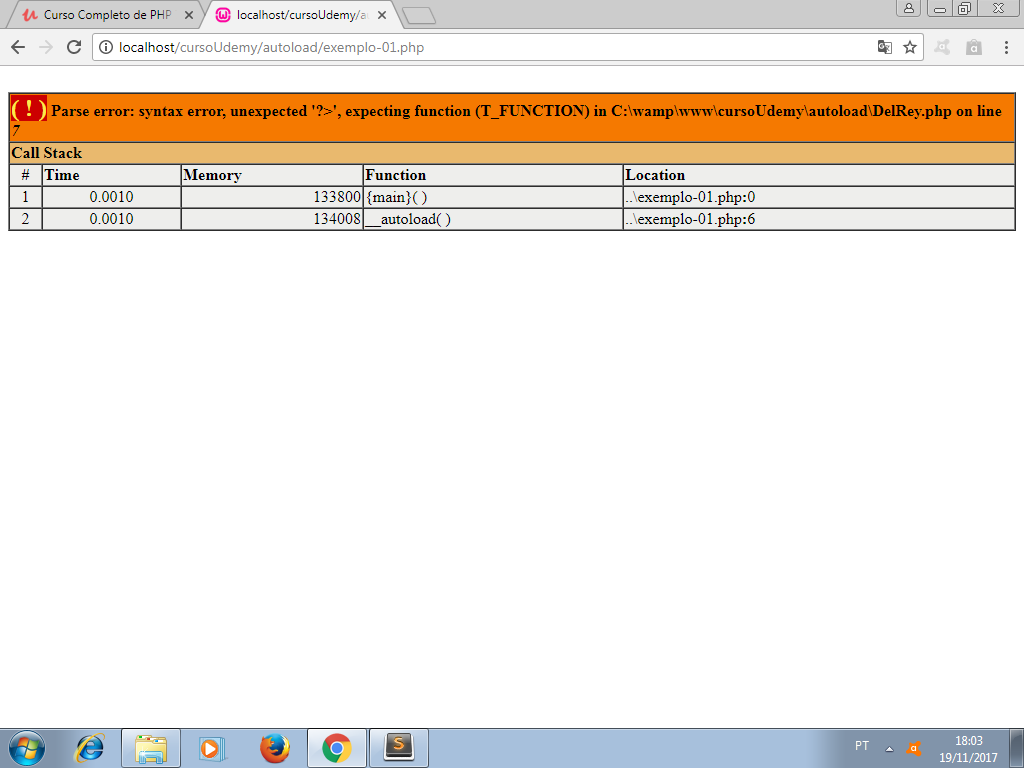 Curso Completo de PHP
localhost/cursoUdemy/au
localhost/cursoUdemy/autoload/exemplo-01.php
( ! ) Parse error: syntax error, unexpected '?>', expecting function (T_FUNCTION) in C:\wamp\www\cursoUdemy\autoload\DelRey.php on line
7
Call Stack
# Time Memory Function Location
1 0.0010 133800 {main}( ) ..\exemplo-01.php:0
2 0.0010 134008 __autoload( ) ..\exemplo-01.php:6
PT 18:03
19/11/2017